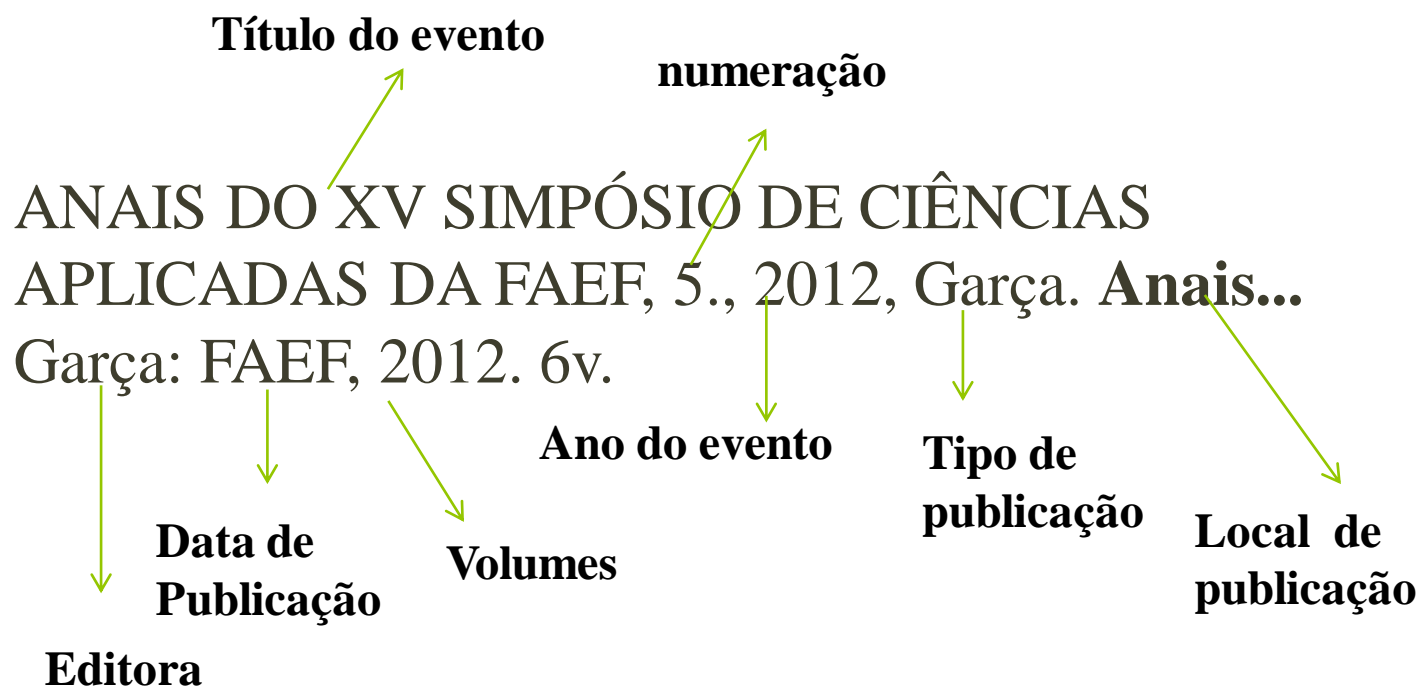 Título do evento
numeração
ANAIS DO XV SIMPÓSIO DE CIÊNCIAS
APLICADAS DA FAEF, 5., 2012, Garça. Anais...
Garça: FAEF, 2012. 6v.
Ano do evento
Tipo de
publicação
Local de
publicação
Data de
Publicação
Volumes
Editora